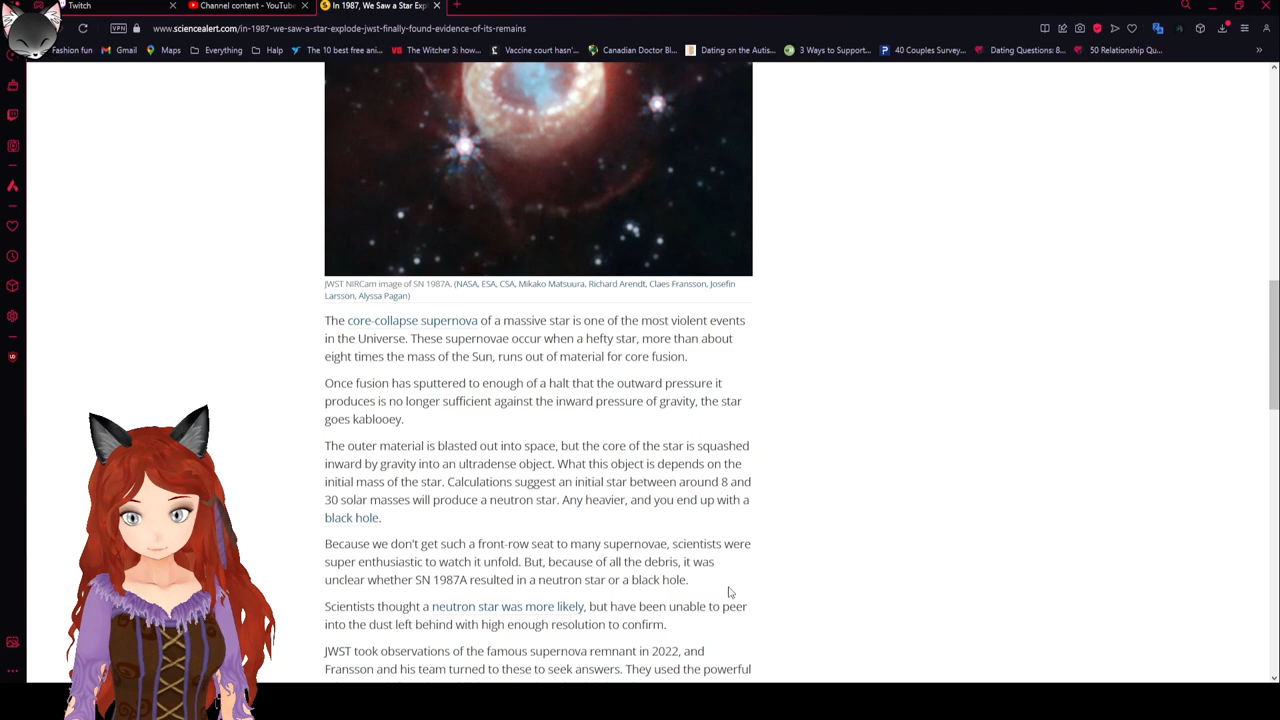 Twitch
Channel content - YouTube
In 1987, We Saw a Star Ex
VPN
www.sciencealert.com/in-1987-we-saw-a-star-explode-jwst-finally-found-evidence-of-its-remains
Fashion fun
Gmail
Maps
Everything
Halp
The 10 best free ani...
The Witcher 3: how...
Vaccine court hasn'...
Canadian Doctor Bl...
Dating on the Autis...
3 Ways to Support...
40 Couples Survey...
Dating Questions: 8...
50 Relationship Qu...
JWST NIRCam image of SN 1987A. (NASA, ESA, CSA, Mikako Matsuura, Richard Arendt, Claes Fransson, Josefin
Larsson, Alyssa Pagan)
The core-collapse supernova of a massive star is one of the most violent events
in the Universe. These supernovae occur when a hefty star, more than about
eight times the mass of the Sun, runs out of material for core fusion.
Once fusion has sputtered to enough of a halt that the outward pressure it
produces is no longer sufficient against the inward pressure of gravity, the star
goes kablooey.
The outer material is blasted out into space, but the core of the star is squashed
inward by gravity into an ultradense object. What this object is depends on the
initial mass of the star. Calculations suggest an initial star between around 8 and
30 solar masses will produce a neutron star. Any heavier, and you end up with a
black hole.
Because we don't get such a front-row seat to many supernovae, scientists were
super enthusiastic to watch it unfold. But, because of all the debris, it was
unclear whether SN 1987A resulted in a neutron star or a black hole.
Scientists thought a neutron star was more likely, but have been unable to peer
into the dust left behind with high enough resolution to confirm.
JWST took observations of the famous supernova remnant in 2022, and
Fransson and his team turned to these to seek answers. They used the powerful